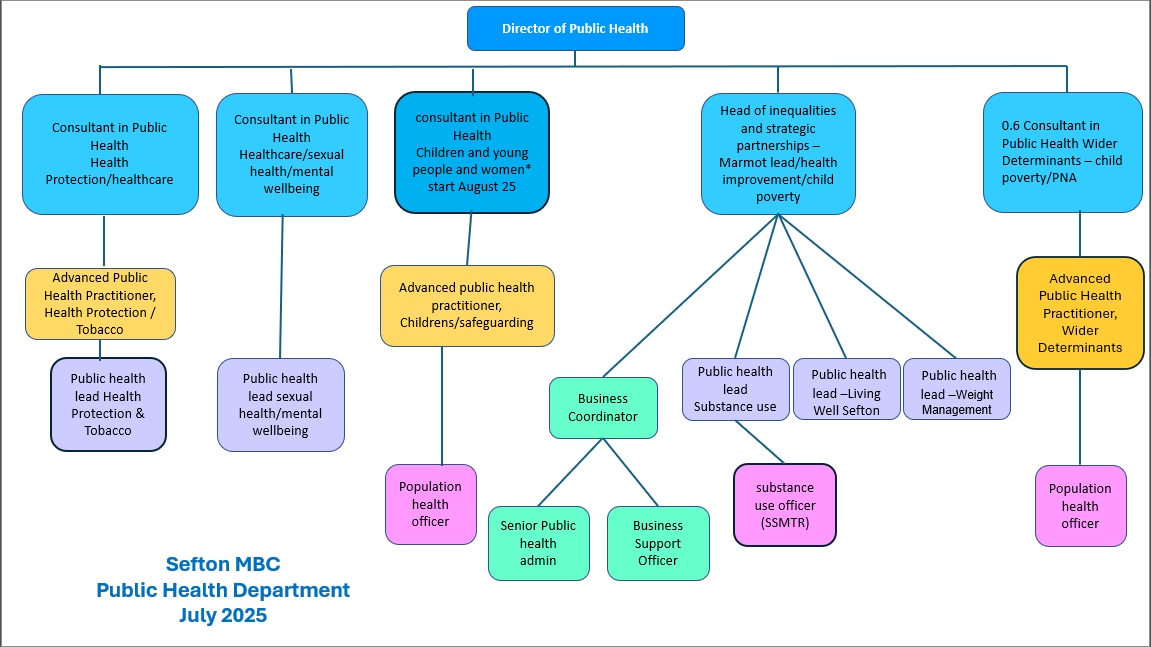 Director of Public Health
Consultant in Public
Health
Health
Protection/healthcare
Consultant in Public
Health
Healthcare/sexual
health/mental
wellbeing
consultant in Public
Health
Children and young
people and women*
start August 25
Head of inequalities
and strategic
partnerships –
Marmot lead/health
improvement/child
poverty
0.6 Consultant in
Public Health Wider
Determinants – child
poverty/PNA
Advanced Public
Health Practitioner,
Health Protection /
Tobacco
Advanced public health
practitioner,
Childrens/safeguarding
Advanced
Public Health
Practitioner,
Wider
Determinants
Public health
lead Health
Protection &
Tobacco
Public health
lead sexual
health/mental
wellbeing
Business
Coordinator
Public health
lead
Substance use
Public health
lead –Living
Well Sefton
Public health
lead –Weight
Management
Population
health
officer
Senior Public
health
admin
Business
Support
Officer
substance
use officer
(SSMTR)
Population
health
officer
Sefton MBC
Public Health Department
July 2025